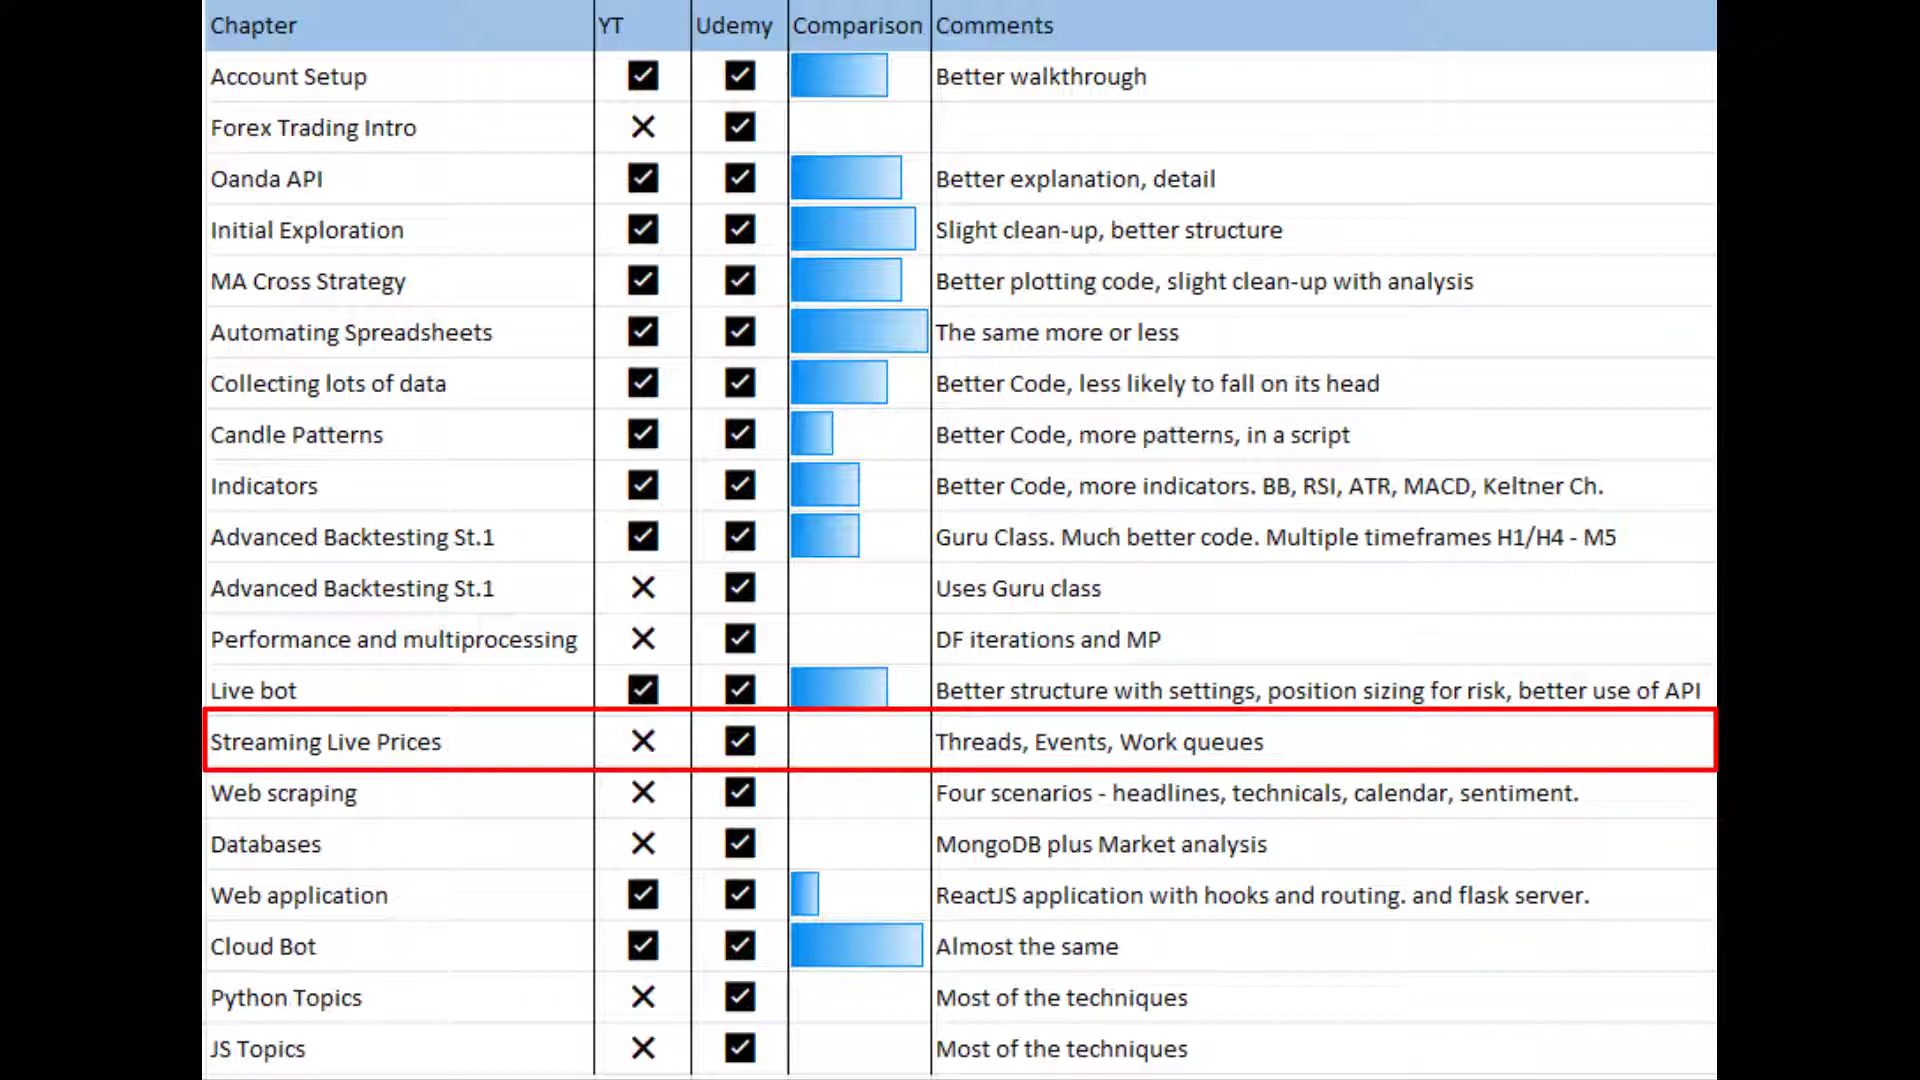 Chapter YT Udemy Comparison Comments
Account Setup Better walkthrough
Forex Trading Intro
Oanda API Better explanation, detail
Initial Exploration Slight clean-up, better structure
MA Cross Strategy Better plotting code, slight clean-up with analysis
Automating Spreadsheets The same more or less
Collecting lots of data Better Code, less likely to fall on its head
Candle Patterns Better Code, more patterns, in a script
Indicators Better Code, more indicators. BB, RSI, ATR, MACD, Keltner Ch.
Advanced Backtesting St.1 Guru Class. Much better code. Multiple timeframes H1/H4 - M5
Advanced Backtesting St.1 Uses Guru class
Performance and multiprocessing DF iterations and MP
Live bot Better structure with settings, position sizing for risk, better use of API
Streaming Live Prices Threads, Events, Work queues
Web scraping Four scenarios - headlines, technicals, calendar, sentiment.
Databases MongoDB plus Market analysis
Web application ReactJS application with hooks and routing. and flask server.
Cloud Bot Almost the same
Python Topics Most of the techniques
JS Topics Most of the techniques